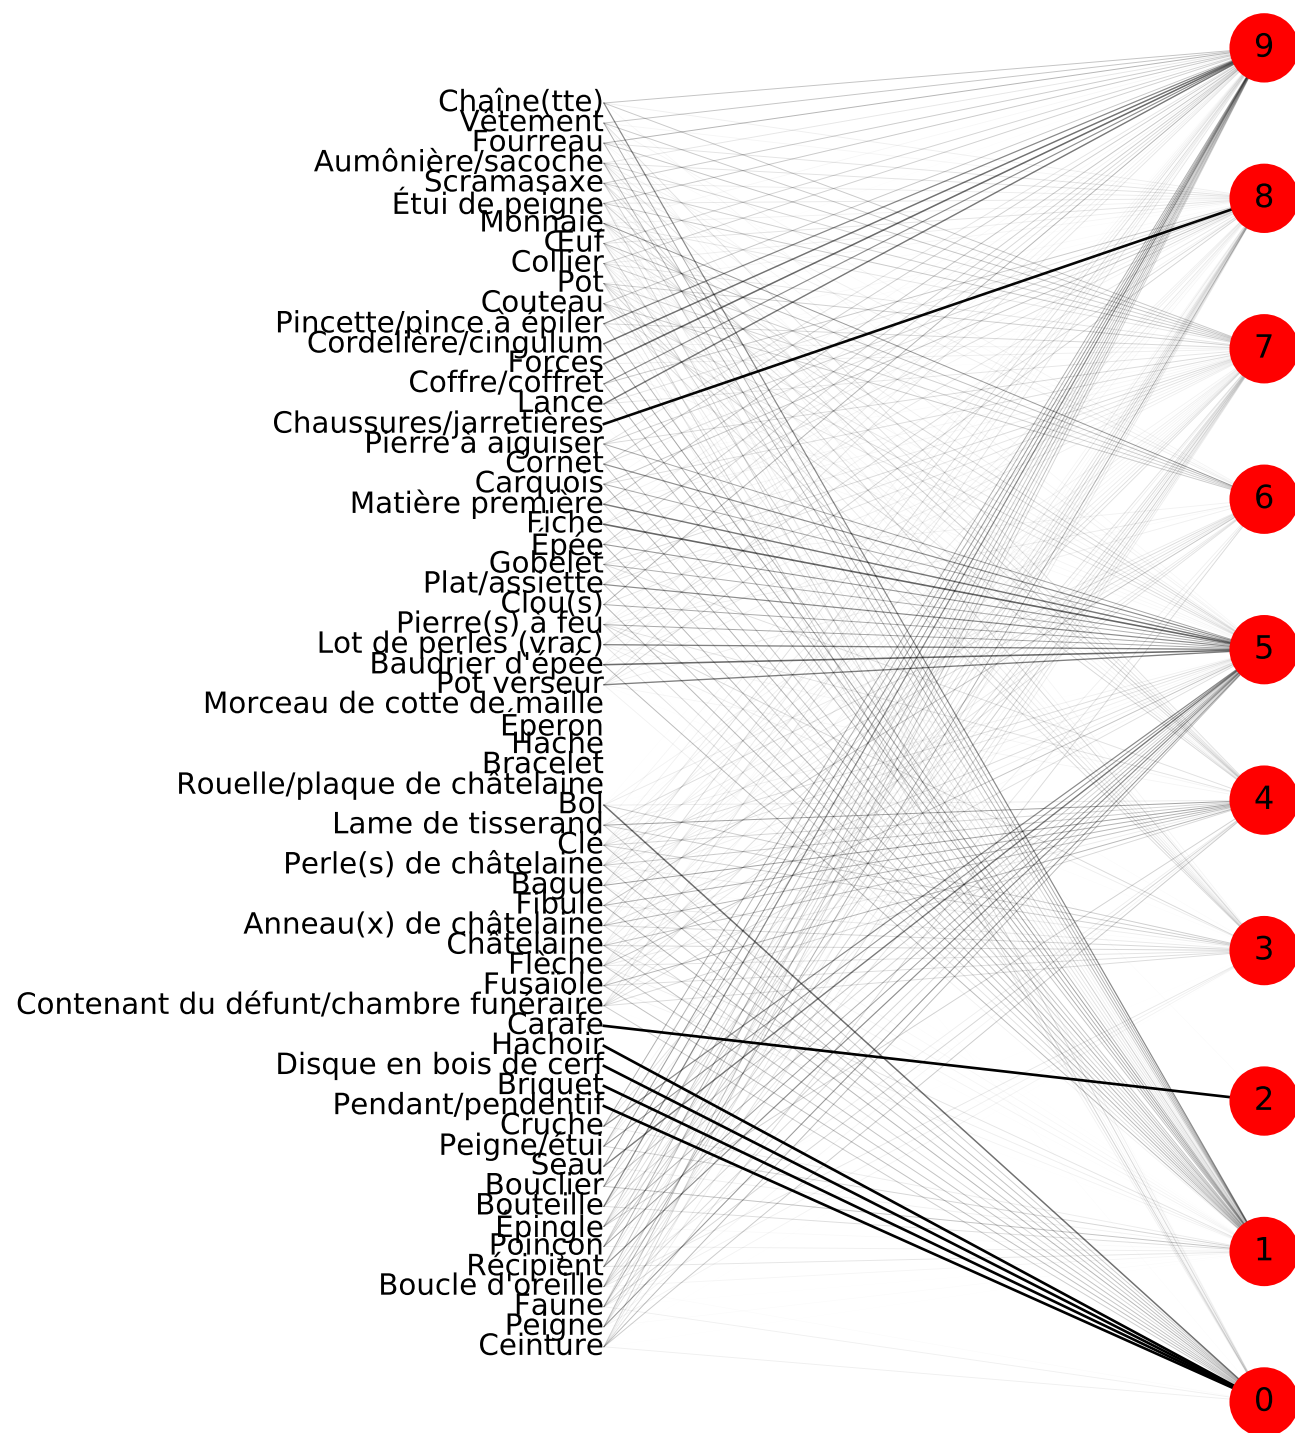 9
Chaîne(tte)
Vêtement
Fourreau
Aumônière/sacoche
Scramasaxe
8
Étui de peigne
Monnaie
Œuf
Collier
Pot
Couteau
Pincette/pince à épiler
Cordelière/cingulum
7
Forces
Coffre/coffret
Lance
Chaussures/jarretières
Pierre à aiguiser
Cornet
Carquois
6
Matière première
Fiche
Épée
Gobelet
Plat/assiette
Clou(s)
Pierre(s) à feu
Lot de perles (vrac)
5
Baudrier d'épée
Pot verseur
Morceau de cotte de maille
Éperon
Hache
Bracelet
Rouelle/plaque de châtelaine
4
Bol
Lame de tisserand
Clé
Perle(s) de châtelaine
Bague
Fibule
Anneau(x) de châtelaine
Châtelaine
3
Flèche
Fusaïole
Contenant du défunt/chambre funéraire
Carafe
Hachoir
Disque en bois de cerf
Briquet
2
Pendant/pendentif
Cruche
Peigne/étui
Seau
Bouclier
Bouteille
Épingle
Poinçon
1
Récipient
Boucle d'oreille
Faune
Peigne
Ceinture
0